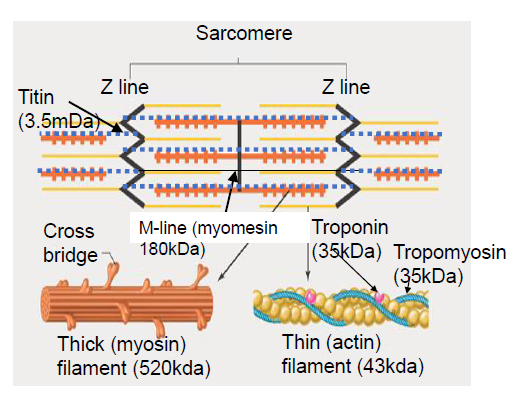 Sarcomere
Z line
Z line
Titin
(3.5mDa)
Cross
bridge
M-line (myomesin
180kDa)
Troponin
(35kDa)
Tropomyosin
(35kDa)
Thick (myosin)
filament (520kda)
Thin (actin)
filament (43kda)